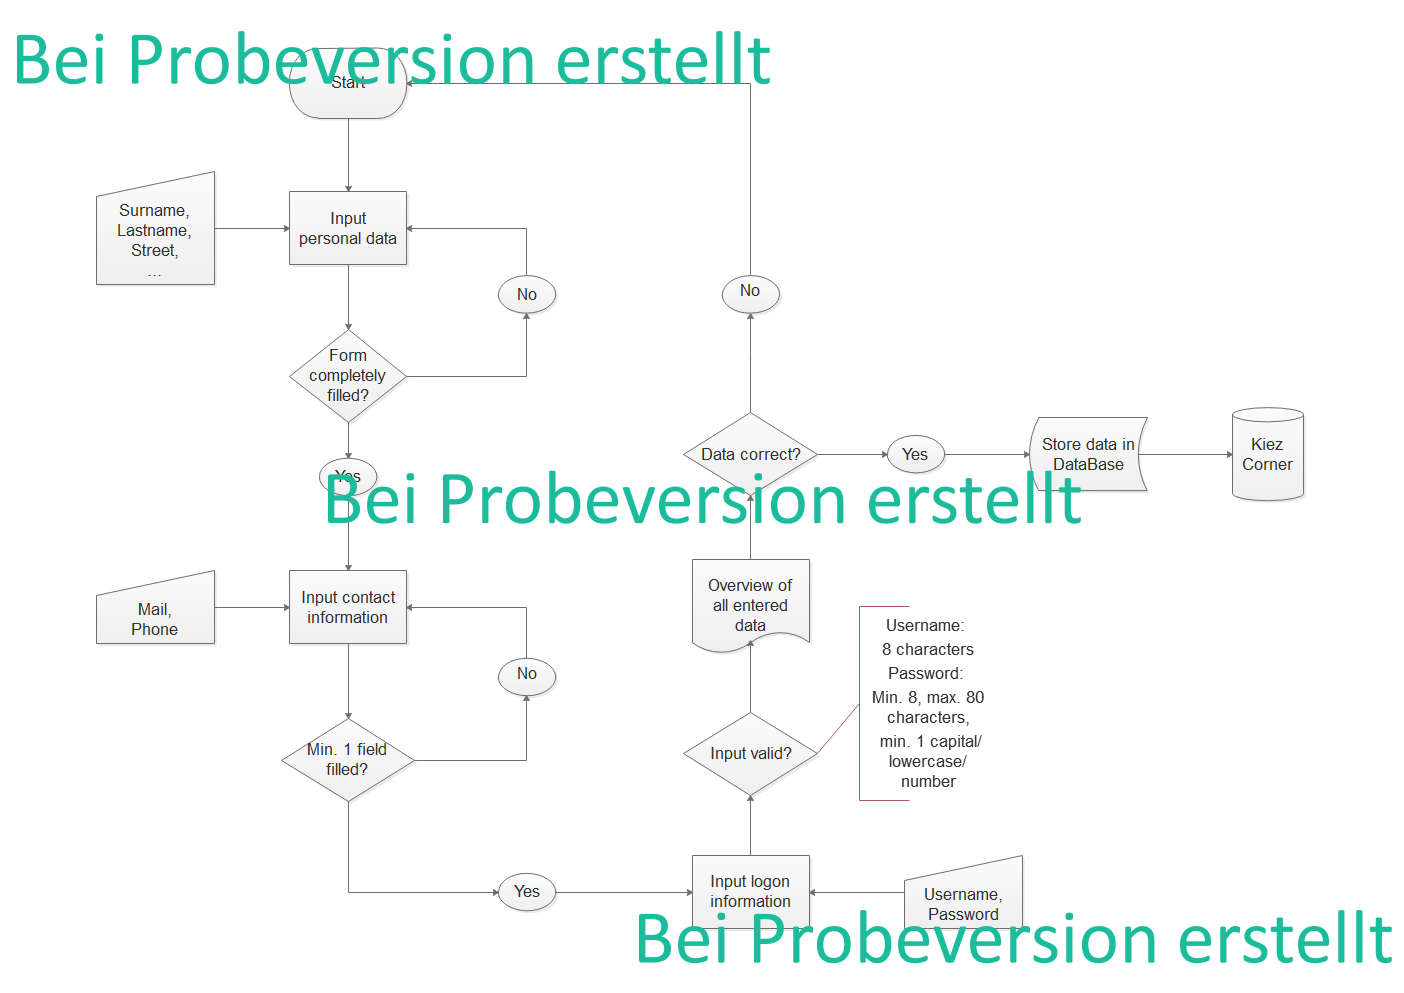 Bei Probeversion erstellt
Start
Surname,
Lastname,
Street,
...
Input
personal data
No
No
Form
completely
filled?
Data correct?
Yes
Store data in
DataBase
Kiez
Corner
Yes
Bei Probeversion erstellt
Mail,
Phone
Input contact
information
Overview of
all entered
data
Username:
8 characters
Password:
Min. 8, max. 80
characters,
min. 1 capital/
lowercase/
number
No
Min. 1 field
filled?
Input valid?
Yes
Input logon
information
Username,
Password
Bei Probeversion erstellt